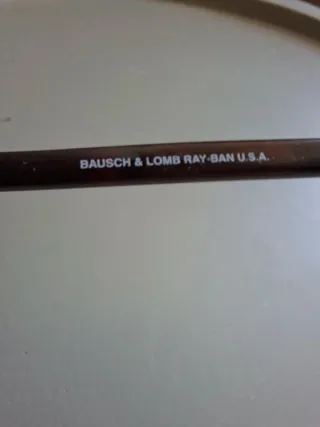 BAUSCH & LOMB RAY-BAN U.S.A.